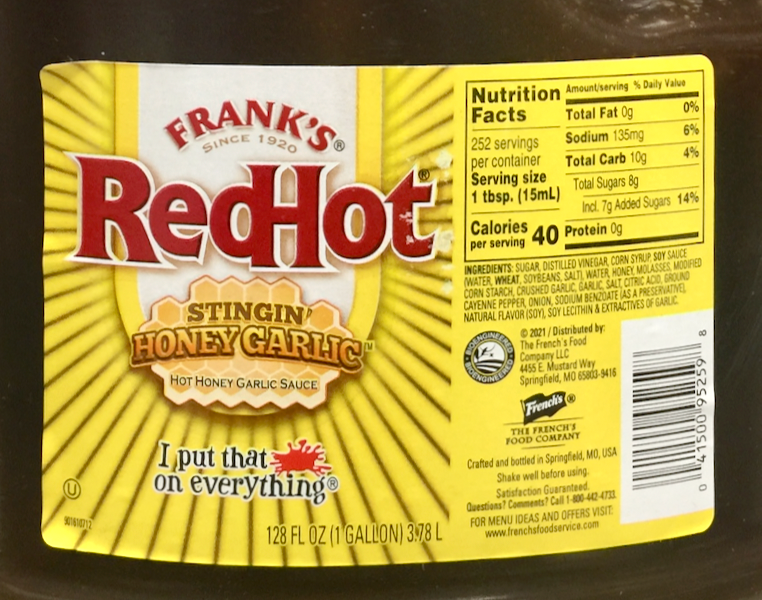 FRANK'S®
SINCE 1920
RedHot®
STINGIN'
HONEY GARLIC™
HOT HONEY GARLIC SAUCE
I put that
on everything®
U
901610712
128 FL OZ (1 GALLON) 3.78 L
Nutrition
Facts
252 servings
per container
Serving size
1 tbsp. (15mL)
Calories 40
per serving
Amount/serving % Daily Value
Total Fat 0g 0%
Sodium 135mg 6%
Total Carb 10g 4%
Total Sugars 8g
Incl. 7g Added Sugars 14%
Protein 0g
INGREDIENTS: SUGAR, DISTILLED VINEGAR, CORN SYRUP, SOY SAUCE
(WATER, WHEAT, SOYBEANS, SALT), WATER, HONEY, MOLASSES, MODIFIED
CORN STARCH, CRUSHED GARLIC, GARLIC, SALT, CITRIC ACID, GROUND
CAYENNE PEPPER, ONION, SODIUM BENZOATE (AS A PRESERVATIVE),
NATURAL FLAVOR (SOY), SOY LECITHIN & EXTRACTIVES OF GARLIC.
BIOENGINEERED
BIOENGINEERED
© 2021 / Distributed by:
The French's Food
Company LLC
4455 E. Mustard Way
Springfield, MO 65803-9416
French's®
THE FRENCH'S
FOOD COMPANY
Crafted and bottled in Springfield, MO, USA
Shake well before using.
Satisfaction Guaranteed.
Questions? Comments? Call 1-800-442-4733.
FOR MENU IDEAS AND OFFERS VISIT:
www.frenchsfoodservice.com
0 41500 95259 8